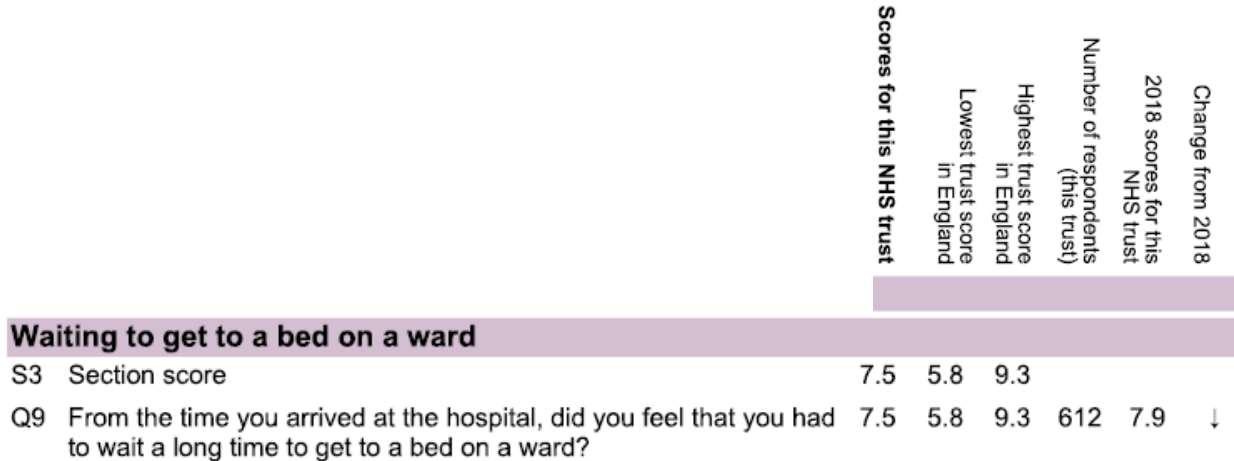 Scores for this NHS trust
Lowest trust score
in England
Highest trust score
in England
Number of respondents
(this trust)
2018 scores for this
NHS trust
Change from 2018
Waiting to get to a bed on a ward
S3 Section score 7.5 5.8 9.3
Q9 From the time you arrived at the hospital, did you feel that you had 7.5 5.8 9.3 612 7.9 ↓
to wait a long time to get to a bed on a ward?